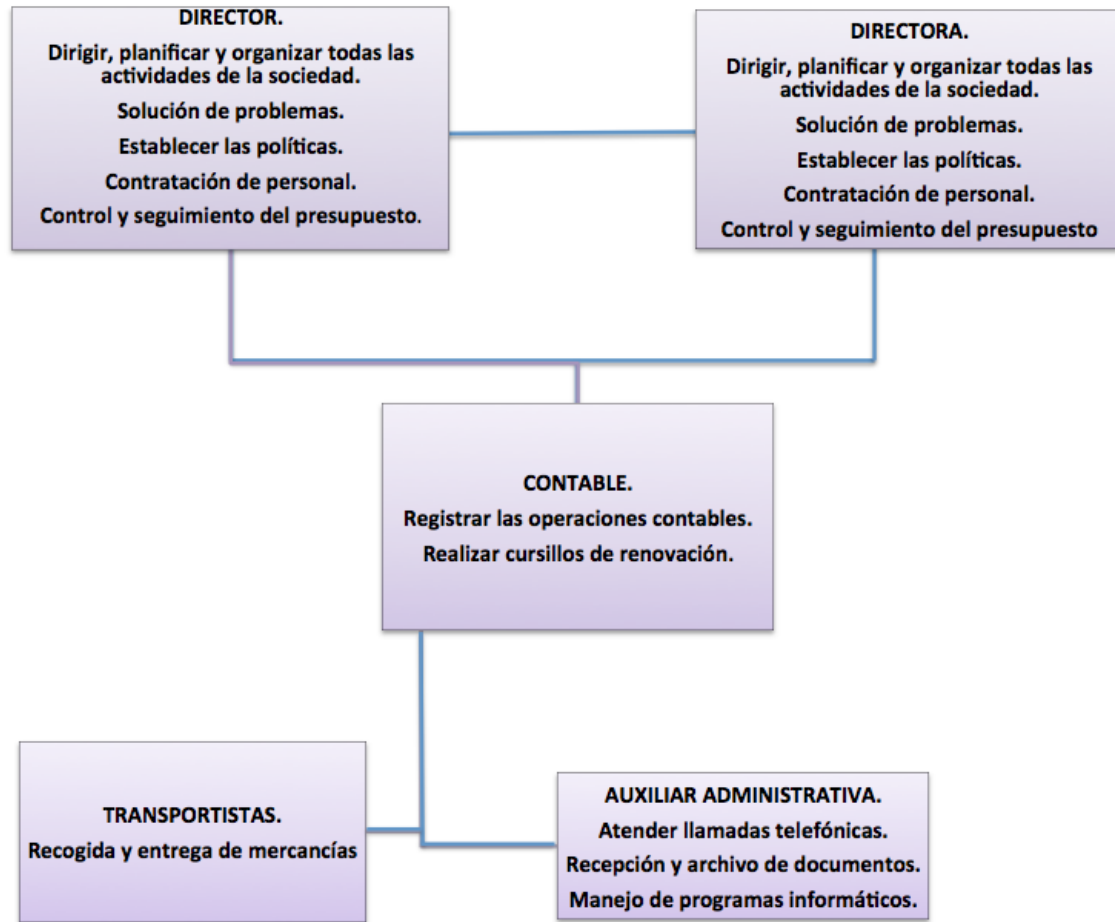 DIRECTOR.
Dirigir, planificar y organizar todas las
actividades de la sociedad.
Solución de problemas.
Establecer las políticas.
Contratación de personal.
Control y seguimiento del presupuesto.
DIRECTORA.
Dirigir, planificar y organizar todas las
actividades de la sociedad.
Solución de problemas.
Establecer las políticas.
Contratación de personal.
Control y seguimiento del presupuesto
CONTABLE.
Registrar las operaciones contables.
Realizar cursillos de renovación.
TRANSPORTISTAS.
Recogida y entrega de mercancías
AUXILIAR ADMINISTRATIVA.
Atender llamadas telefónicas.
Recepción y archivo de documentos.
Manejo de programas informáticos.